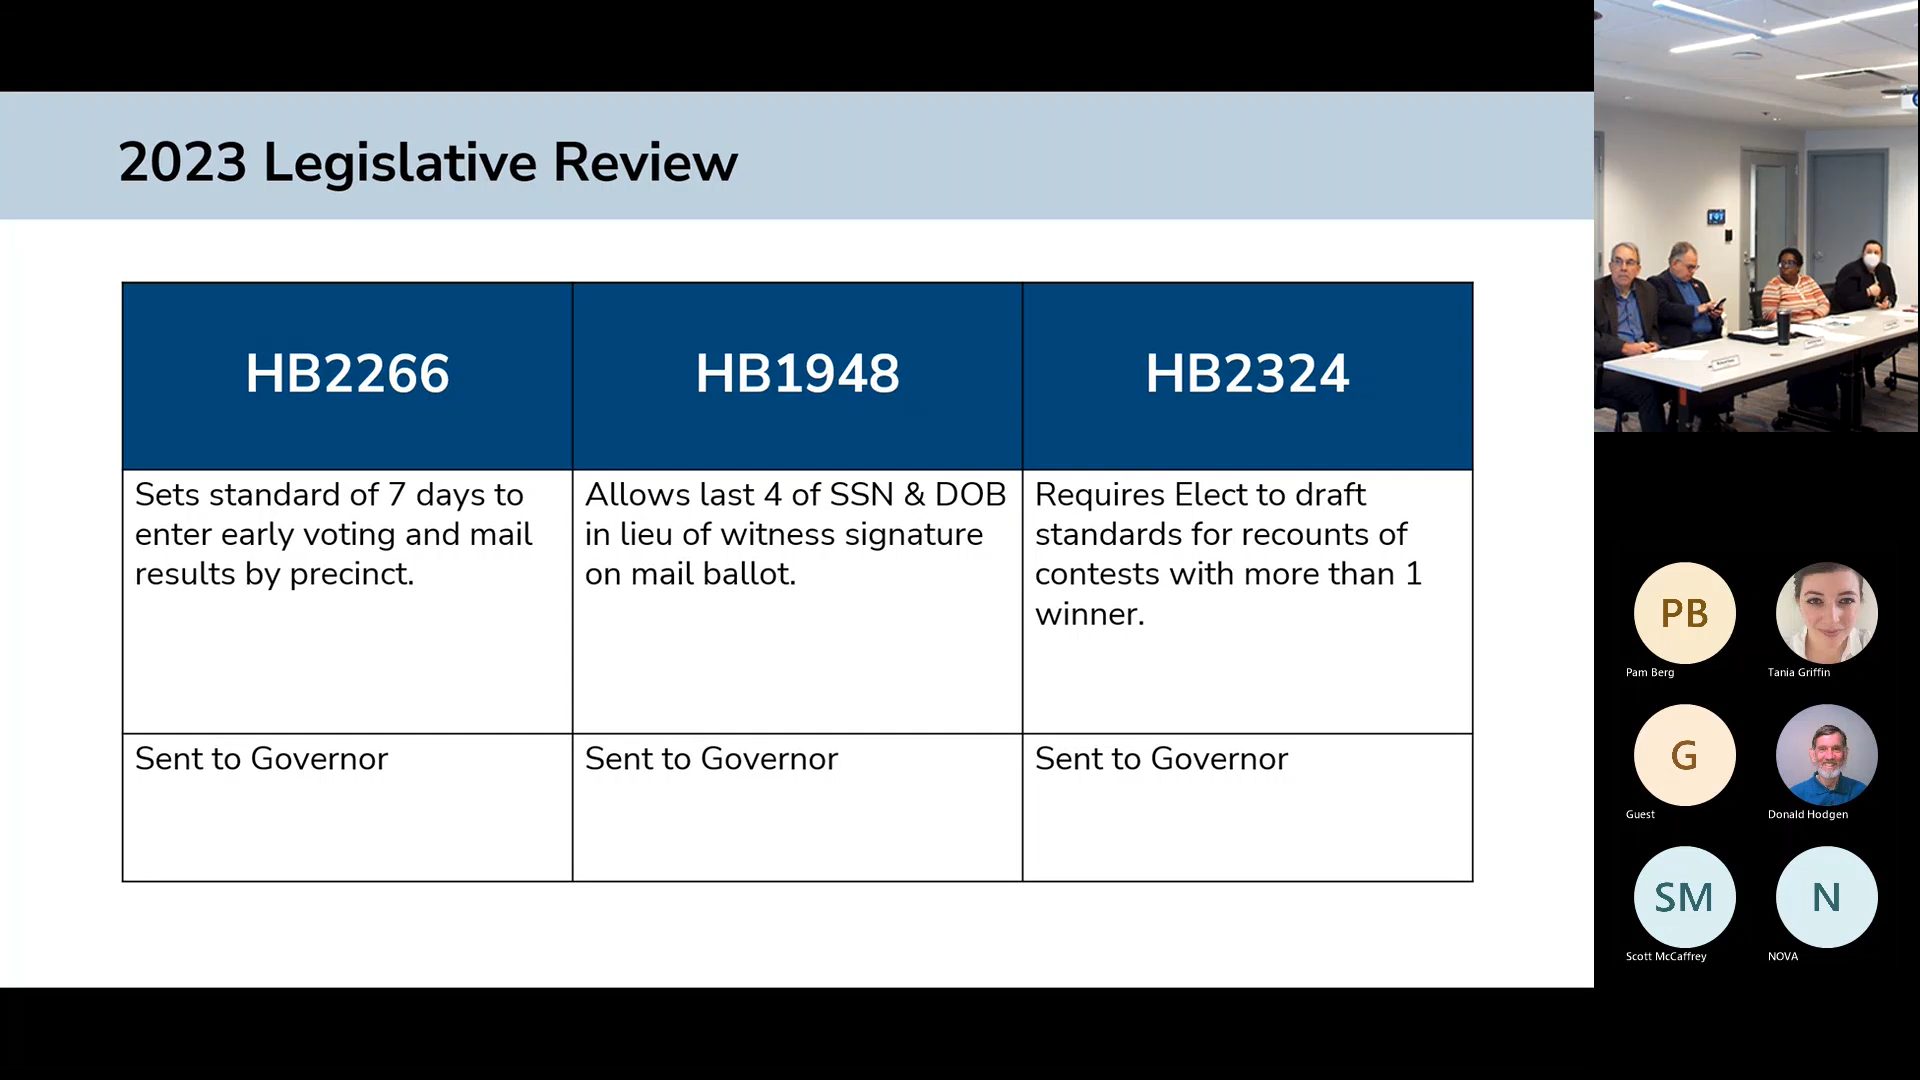 2023 Legislative Review
HB2266
HB1948
HB2324
Sets standard of 7 days to
enter early voting and mail
results by precinct.
Allows last 4 of SSN & DOB
in lieu of witness signature
on mail ballot.
Requires Elect to draft
standards for recounts of
contests with more than 1
winner.
Sent to Governor
Sent to Governor
Sent to Governor
PB
Pam Berg
Tania Griffin
G
Guest
Donald Hodgen
SM
Scott McCaffrey
N
NOVA